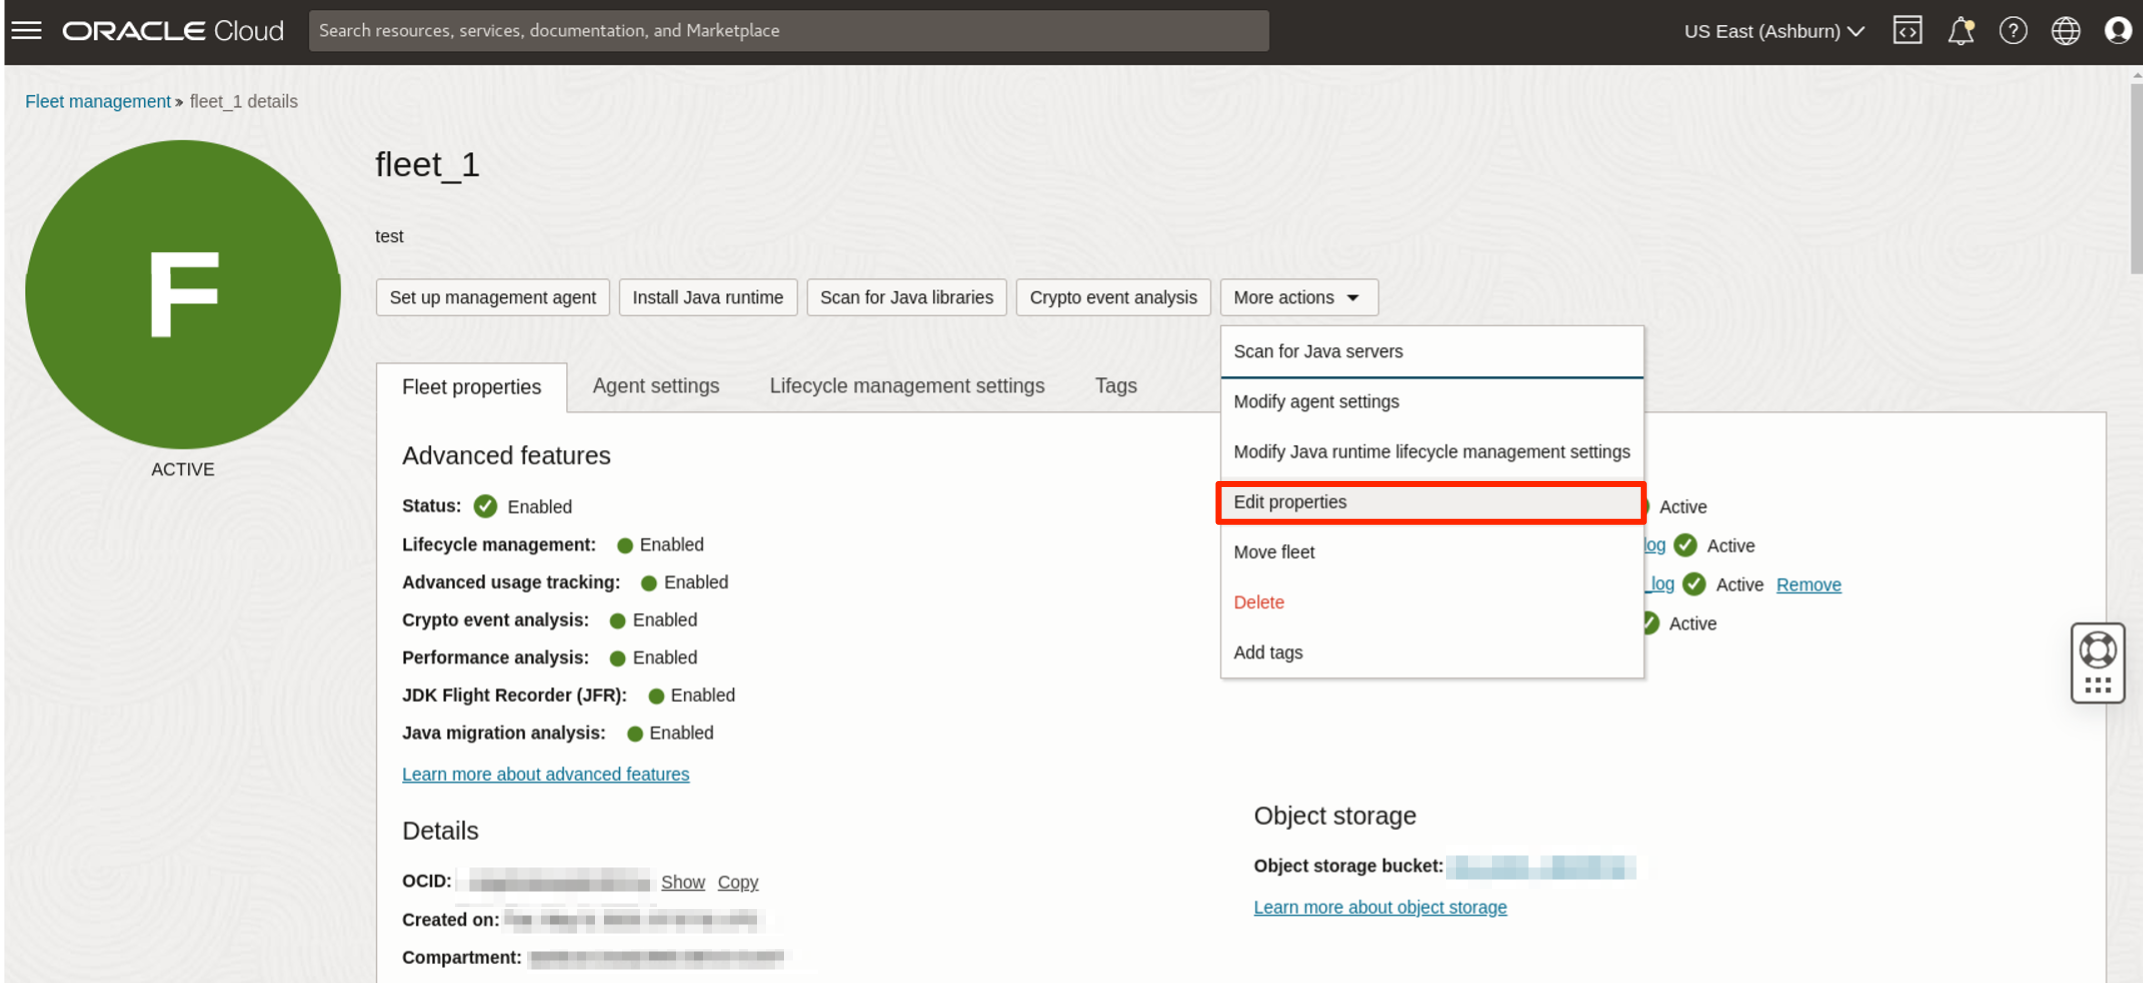 ORACLE Cloud
Search resources, services, documentation, and Marketplace
US East (Ashburn)
Fleet management » fleet_1 details
F
ACTIVE
fleet_1
test
Set up management agent
Install Java runtime
Scan for Java libraries
Crypto event analysis
More actions
Scan for Java servers
Modify agent settings
Modify Java runtime lifecycle management settings
Edit properties
Move fleet
Delete
Add tags
Fleet properties
Agent settings
Lifecycle management settings
Tags
Advanced features
Status: Enabled
Lifecycle management: Enabled
Advanced usage tracking: Enabled
Crypto event analysis: Enabled
Performance analysis: Enabled
JDK Flight Recorder (JFR): Enabled
Java migration analysis: Enabled
Learn more about advanced features
Active
log Active
_log Active Remove
Active
Details
OCID: Show Copy
Created on:
Compartment:
Object storage
Object storage bucket:
Learn more about object storage